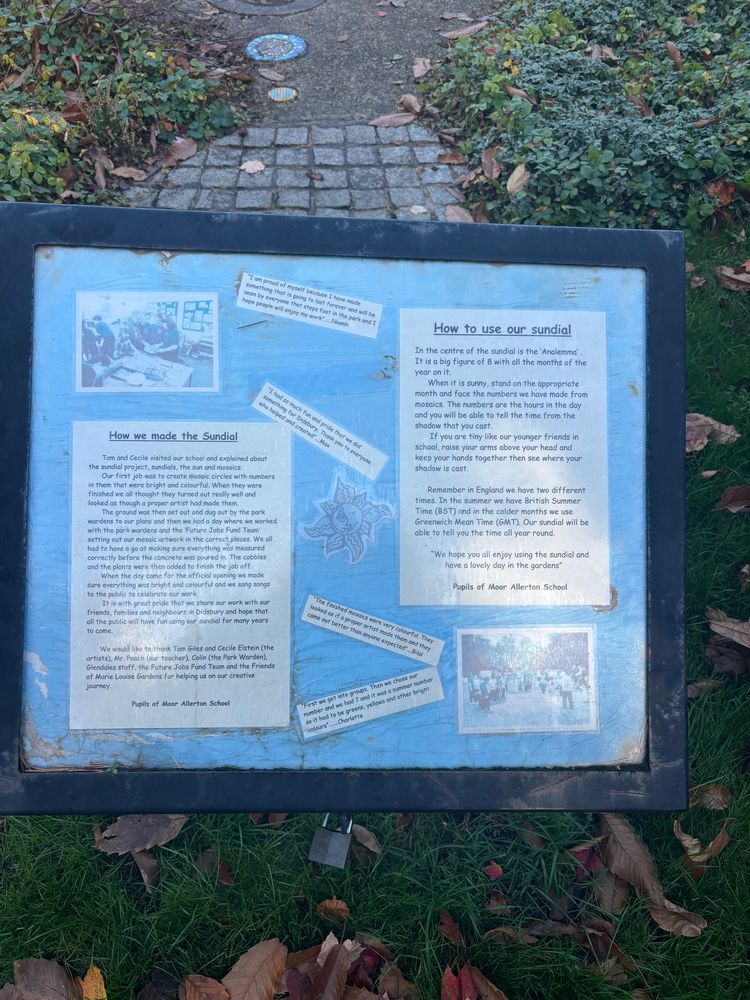 "I am proud of myself because I have made
something that is going to last forever and will be
seen by everyone that steps foot in the park and I
hope people will enjoy my work"....Niamh
"I had so much fun and pride that we did
something for Didsbury. Thank you to everyone
who helped and created"...Max
How we made the Sundial
Tam and Cecile visited our school and explained about
the sundial project, sundials, the sun and mosaics.
Our first job was to create mosaic circles with numbers
in them that were bright and colourful. When they were
finished we all thought they turned out really well and
looked as though a proper artist had made them.
The ground was then set out and dug out by the park
wardens to our plans and then we had a day where we worked
with the park wardens and the 'Future Jobs Fund Team'
setting out our mosaic artwork in the correct places. We all
had to have a go at making sure everything was measured
correctly before the concrete was poured in. The cobbles
and the plants were then added to finish the job off.
When the day came for the official opening we made
sure everything was bright and colourful and we sang songs
to the public to celebrate our work.
It is with great pride that we share our work with our
friends, families and neighbours in Didsbury and hope that
all the public will have fun using our sundial for many years
to come.
We would like to thank Tam Giles and Cecile Elstein (the
artists), Mr. Peach (our teacher), Colin (the Park Warden),
Glendales staff, the Future Jobs Fund Team and the Friends
of Marie Louise Gardens for helping us on our creative
journey.
Pupils of Moor Allerton School
"The finished mosaics were very colourful. They
looked as if a proper artist made them and they
came out better than anyone expected"...Bilal
"First we got into groups. Then we chose our
number and we had 7 and it was a summer number
so it had to be greens, yellows and other bright
colours" ....Charlotte
How to use our sundial
In the centre of the sundial is the 'Analemma' .
It is a big figure of 8 with all the months of the
year on it.
When it is sunny, stand on the appropriate
month and face the numbers we have made from
mosaics. The numbers are the hours in the day
and you will be able to tell the time from the
shadow that you cast.
If you are tiny like our younger friends in
school, raise your arms above your head and
keep your hands together then see where your
shadow is cast.
Remember in England we have two different
times. In the summer we have British Summer
Time (BST) and in the colder months we use
Greenwich Mean Time (GMT). Our sundial will be
able to tell you the time all year round.
"We hope you all enjoy using the sundial and
have a lovely day in the gardens"
Pupils of Moor Allerton School